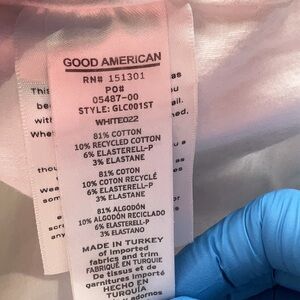 GOOD AMERICAN
RN# 151301
PO#
05487-00
STYLE: GLC001ST
WHITE022
81% COTTON
10% RECYCLED COTTON
6% ELASTERELL-P
3% ELASTANE
81% COTON
10% COTON RECYCLÉ
6% ELASTERELL-P
3% ELASTHANNE
81% ALGODÓN
10% ALGODÓN RECICLADO
6% ELASTERELL-P
3% ELASTANO
MADE IN TURKEY
of imported
fabrics and trim
FABRIQUÉ EN TURQUIE
De tissus et de
garnitures importé
HECHO EN
TURQUÍA
adornos